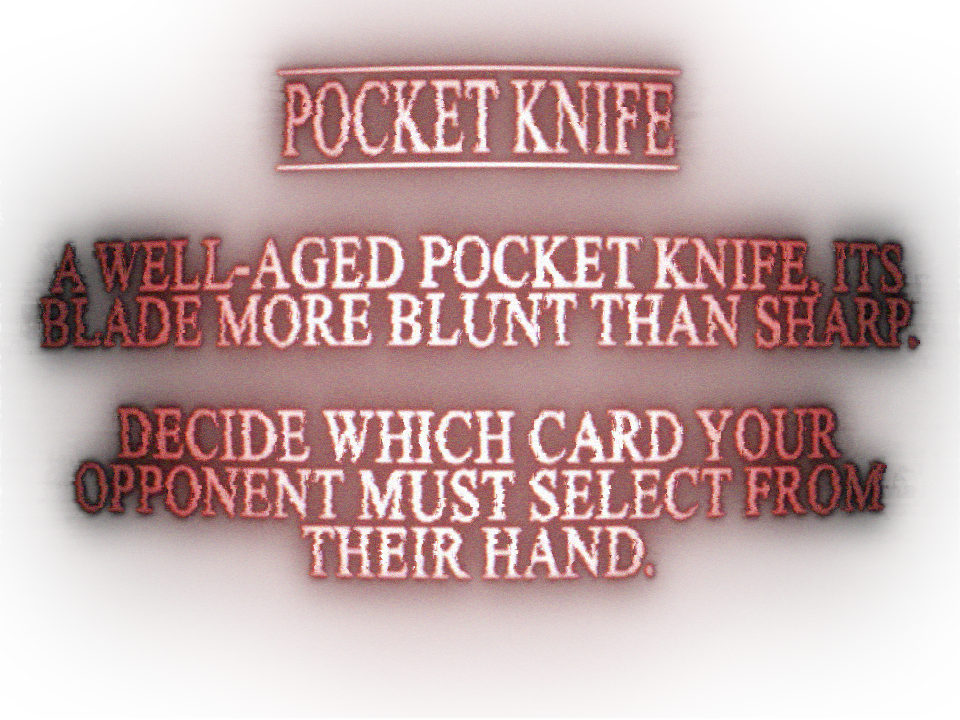 POCKET KNIFE
A WELL-AGED POCKET KNIFE, ITS
BLADE MORE BLUNT THAN SHARP.
DECIDE WHICH CARD YOUR
OPPONENT MUST SELECT FROM
THEIR HAND.